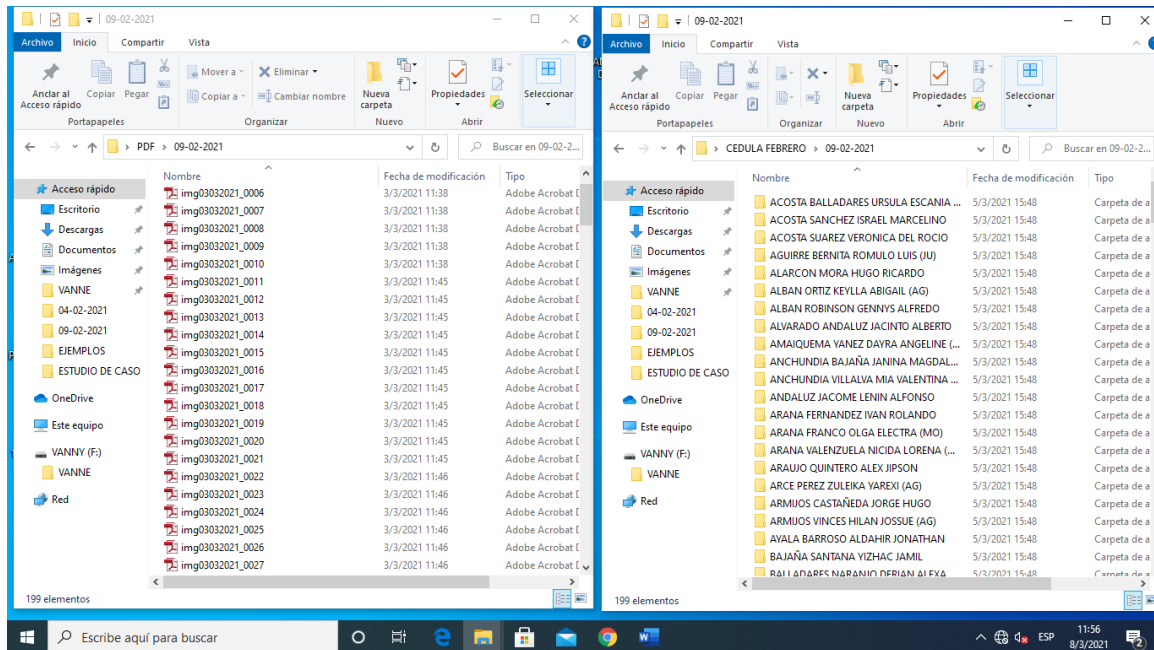 09-02-2021
Archivo Inicio Compartir Vista
Anclar al Acceso rápido
Copiar
Pegar
Mover a
Copiar a
Eliminar
Cambiar nombre
Nueva carpeta
Propiedades
Seleccionar
Portapapeles Organizar Nuevo Abrir
PDF > 09-02-2021
Buscar en 09-02-2...
Acceso rápido
Escritorio
Descargas
Documentos
Imágenes
VANNE
04-02-2021
09-02-2021
EJEMPLOS
ESTUDIO DE CASO
OneDrive
Este equipo
VANNY (F:)
VANNE
Red
Nombre Fecha de modificación Tipo
img03032021_0006 3/3/2021 11:38 Adobe Acrobat
img03032021_0007 3/3/2021 11:38 Adobe Acrobat
img03032021_0008 3/3/2021 11:38 Adobe Acrobat
img03032021_0009 3/3/2021 11:38 Adobe Acrobat
img03032021_0010 3/3/2021 11:38 Adobe Acrobat
img03032021_0011 3/3/2021 11:45 Adobe Acrobat
img03032021_0012 3/3/2021 11:45 Adobe Acrobat
img03032021_0013 3/3/2021 11:45 Adobe Acrobat
img03032021_0014 3/3/2021 11:45 Adobe Acrobat
img03032021_0015 3/3/2021 11:45 Adobe Acrobat
img03032021_0016 3/3/2021 11:45 Adobe Acrobat
img03032021_0017 3/3/2021 11:45 Adobe Acrobat
img03032021_0018 3/3/2021 11:45 Adobe Acrobat
img03032021_0019 3/3/2021 11:45 Adobe Acrobat
img03032021_0020 3/3/2021 11:45 Adobe Acrobat
img03032021_0021 3/3/2021 11:45 Adobe Acrobat
img03032021_0022 3/3/2021 11:46 Adobe Acrobat
img03032021_0023 3/3/2021 11:46 Adobe Acrobat
img03032021_0024 3/3/2021 11:46 Adobe Acrobat
img03032021_0025 3/3/2021 11:46 Adobe Acrobat
img03032021_0026 3/3/2021 11:46 Adobe Acrobat
img03032021_0027 3/3/2021 11:46 Adobe Acrobat
199 elementos
09-02-2021
Archivo Inicio Compartir Vista
Anclar al Acceso rápido
Copiar
Pegar
Nueva carpeta
Propiedades
Seleccionar
Portapapeles Organizar Nuevo Abrir
CEDULA FEBRERO > 09-02-2021
Buscar en 09-02-2...
Acceso rápido
Escritorio
Descargas
Documentos
Imágenes
VANNE
04-02-2021
09-02-2021
EJEMPLOS
ESTUDIO DE CASO
OneDrive
Este equipo
VANNY (F:)
VANNE
Red
Nombre Fecha de modificación Tipo
ACOSTA BALLADARES URSULA ESCANIA ... 5/3/2021 15:48 Carpeta de a
ACOSTA SANCHEZ ISRAEL MARCELINO 5/3/2021 15:48 Carpeta de a
ACOSTA SUAREZ VERONICA DEL ROCIO 5/3/2021 15:48 Carpeta de a
AGUIRRE BERNITA ROMULO LUIS (JU) 5/3/2021 15:48 Carpeta de a
ALARCON MORA HUGO RICARDO 5/3/2021 15:48 Carpeta de a
ALBAN ORTIZ KEYLLA ABIGAIL (AG) 5/3/2021 15:48 Carpeta de a
ALBAN ROBINSON GENNYS ALFREDO 5/3/2021 15:48 Carpeta de a
ALVARADO ANDALUZ JACINTO ALBERTO 5/3/2021 15:48 Carpeta de a
AMAIQUEMA YANEZ DAYRA ANGELINE (... 5/3/2021 15:48 Carpeta de a
ANCHUNDIA BAJAÑA JANINA MAGDAL... 5/3/2021 15:48 Carpeta de a
ANCHUNDIA VILLALVA MIA VALENTINA ... 5/3/2021 15:48 Carpeta de a
ANDALUZ JACOME LENIN ALFONSO 5/3/2021 15:48 Carpeta de a
ARANA FERNANDEZ IVAN ROLANDO 5/3/2021 15:48 Carpeta de a
ARANA FRANCO OLGA ELECTRA (MO) 5/3/2021 15:48 Carpeta de a
ARANA VALENZUELA NICIDA LORENA (... 5/3/2021 15:48 Carpeta de a
ARAUJO QUINTERO ALEX JIPSON 5/3/2021 15:48 Carpeta de a
ARCE PEREZ ZULEIKA YAREXI (AG) 5/3/2021 15:48 Carpeta de a
ARMIJOS CASTAÑEDA JORGE HUGO 5/3/2021 15:48 Carpeta de a
ARMIJOS VINCES HILAN JOSSUE (AG) 5/3/2021 15:48 Carpeta de a
AYALA BARROSO ALDAHIR JONATHAN 5/3/2021 15:48 Carpeta de a
BAJAÑA SANTANA YIZHAC JAMIL 5/3/2021 15:48 Carpeta de a
BALLADARES NARANJO DERIAN ALEXA 5/3/2021 15:48 Carpeta de a
199 elementos
Escribe aquí para buscar
ESP
11:56
8/3/2021
2